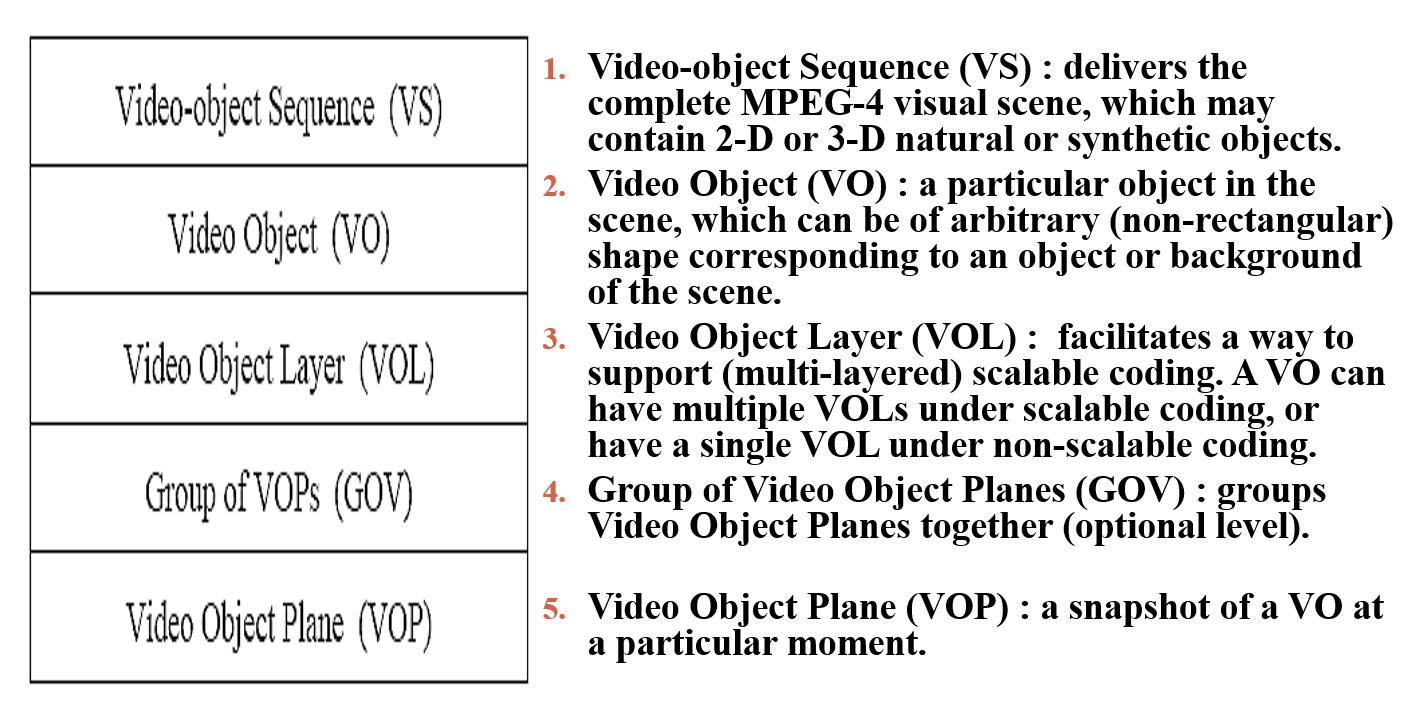 Video-object Sequence (VS)
Video Object (VO)
Video Object Layer (VOL)
Group of VOPs (GOV)
Video Object Plane (VOP)
1. Video-object Sequence (VS) : delivers the
complete MPEG-4 visual scene, which may
contain 2-D or 3-D natural or synthetic objects.
2. Video Object (VO) : a particular object in the
scene, which can be of arbitrary (non-rectangular)
shape corresponding to an object or background
of the scene.
3. Video Object Layer (VOL) :  facilitates a way to
support (multi-layered) scalable coding. A VO can
have multiple VOLs under scalable coding, or
have a single VOL under non-scalable coding.
4. Group of Video Object Planes (GOV) : groups
Video Object Planes together (optional level).
5. Video Object Plane (VOP) : a snapshot of a VO at
a particular moment.